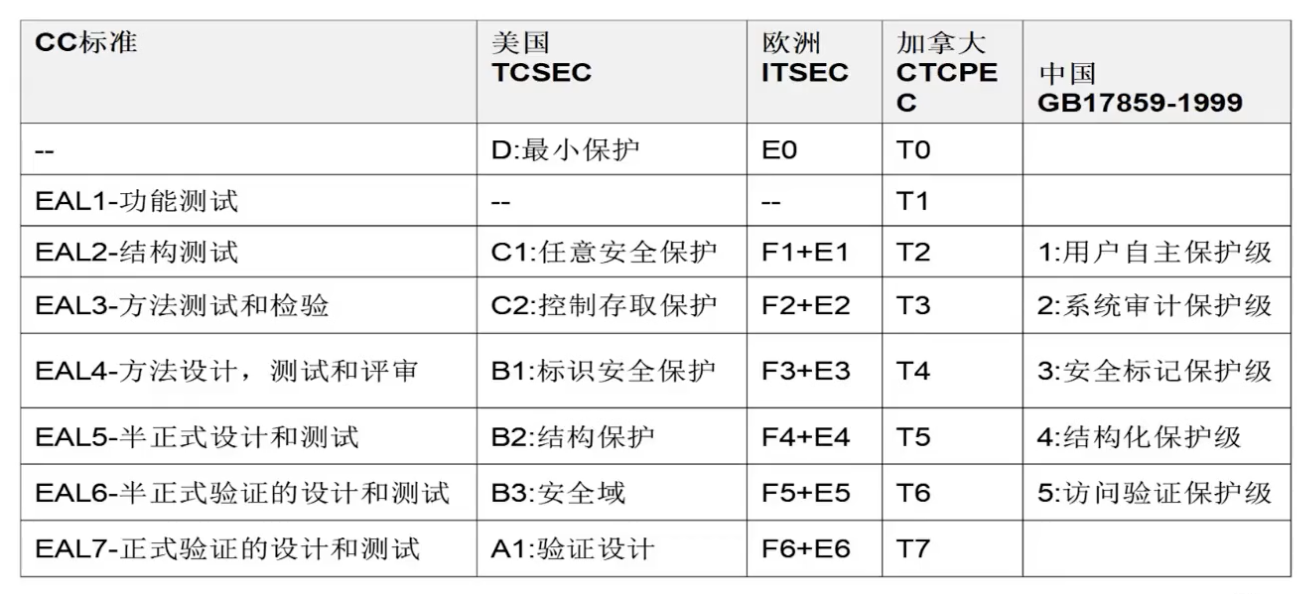 CC标准 美国 TCSEC 欧洲 ITSEC 加拿大 CTCPEC 中国 GB17859-1999
-- D:最小保护 E0 T0
EAL1-功能测试 -- -- T1
EAL2-结构测试 C1:任意安全保护 F1+E1 T2 1:用户自主保护级
EAL3-方法测试和检验 C2:控制存取保护 F2+E2 T3 2:系统审计保护级
EAL4-方法设计，测试和评审 B1:标识安全保护 F3+E3 T4 3:安全标记保护级
EAL5-半正式设计和测试 B2:结构保护 F4+E4 T5 4:结构化保护级
EAL6-半正式验证的设计和测试 B3:安全域 F5+E5 T6 5:访问验证保护级
EAL7-正式验证的设计和测试 A1:验证设计 F6+E6 T7